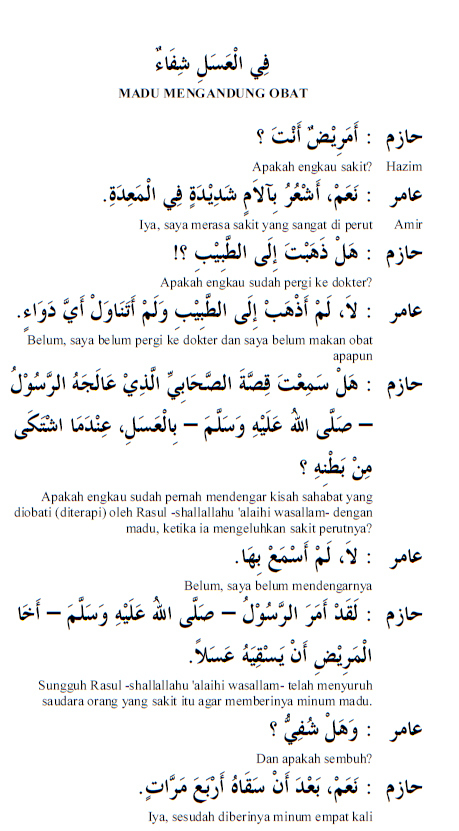 فِي الْعَسَلِ شِفَاءٌ
MADU MENGANDUNG OBAT
حازم : أَمَرِيْضٌ أَنْتَ ؟
Apakah engkau sakit? Hazim
عامر : نَعَمْ، أَشْعُرُ بِآلاَمٍ شَدِيْدَةٍ فِي الْمَعِدَةِ.
Iya, saya merasa sakit yang sangat di perut Amir
حازم : هَلْ ذَهَبْتَ إِلَى الطَّبِيْبِ ؟!
Apakah engkau sudah pergi ke dokter?
عامر : لاَ، لَمْ أَذْهَبْ إِلَى الطَّبِيْبِ وَلَمْ أَتَنَاوَلْ أَيَّ دَوَاءٍ.
Belum, saya belum pergi ke dokter dan saya belum makan obat
apapun
حازم : هَلْ سَمِعْتَ قِصَّةَ الصَّحَابِيِّ الَّذِيْ عَالَجَهُ الرَّسُوْلُ
– صَلَّى اللهُ عَلَيْهِ وَسَلَّمَ – بِالْعَسَلِ، عِنْدَمَا اشْتَكَى
مِنْ بَطْنِهِ ؟
Apakah engkau sudah pernah mendengar kisah sahabat yang
diobati (diterapi) oleh Rasul -shallallahu 'alaihi wasallam- dengan
madu, ketika ia mengeluhkan sakit perutnya?
عامر : لاَ، لَمْ أَسْمَعْ بِهَا.
Belum, saya belum mendengarnya
حازم : لَقَدْ أَمَرَ الرَّسُوْلُ – صَلَّى اللهُ عَلَيْهِ وَسَلَّمَ – أَخَا
الْمَرِيْضِ أَنْ يَسْقِيَهُ عَسَلاً.
Sungguh Rasul -shallallahu 'alaihi wasallam- telah menyuruh
saudara orang yang sakit itu agar memberinya minum madu.
عامر : وَهَلْ شُفِيُّ ؟
Dan apakah sembuh?
حازم : نَعَمْ، بَعْدَ أَنْ سَقَاهُ أَرْبَعَ مَرَّاتٍ.
Iya, sesudah diberinya minum empat kali